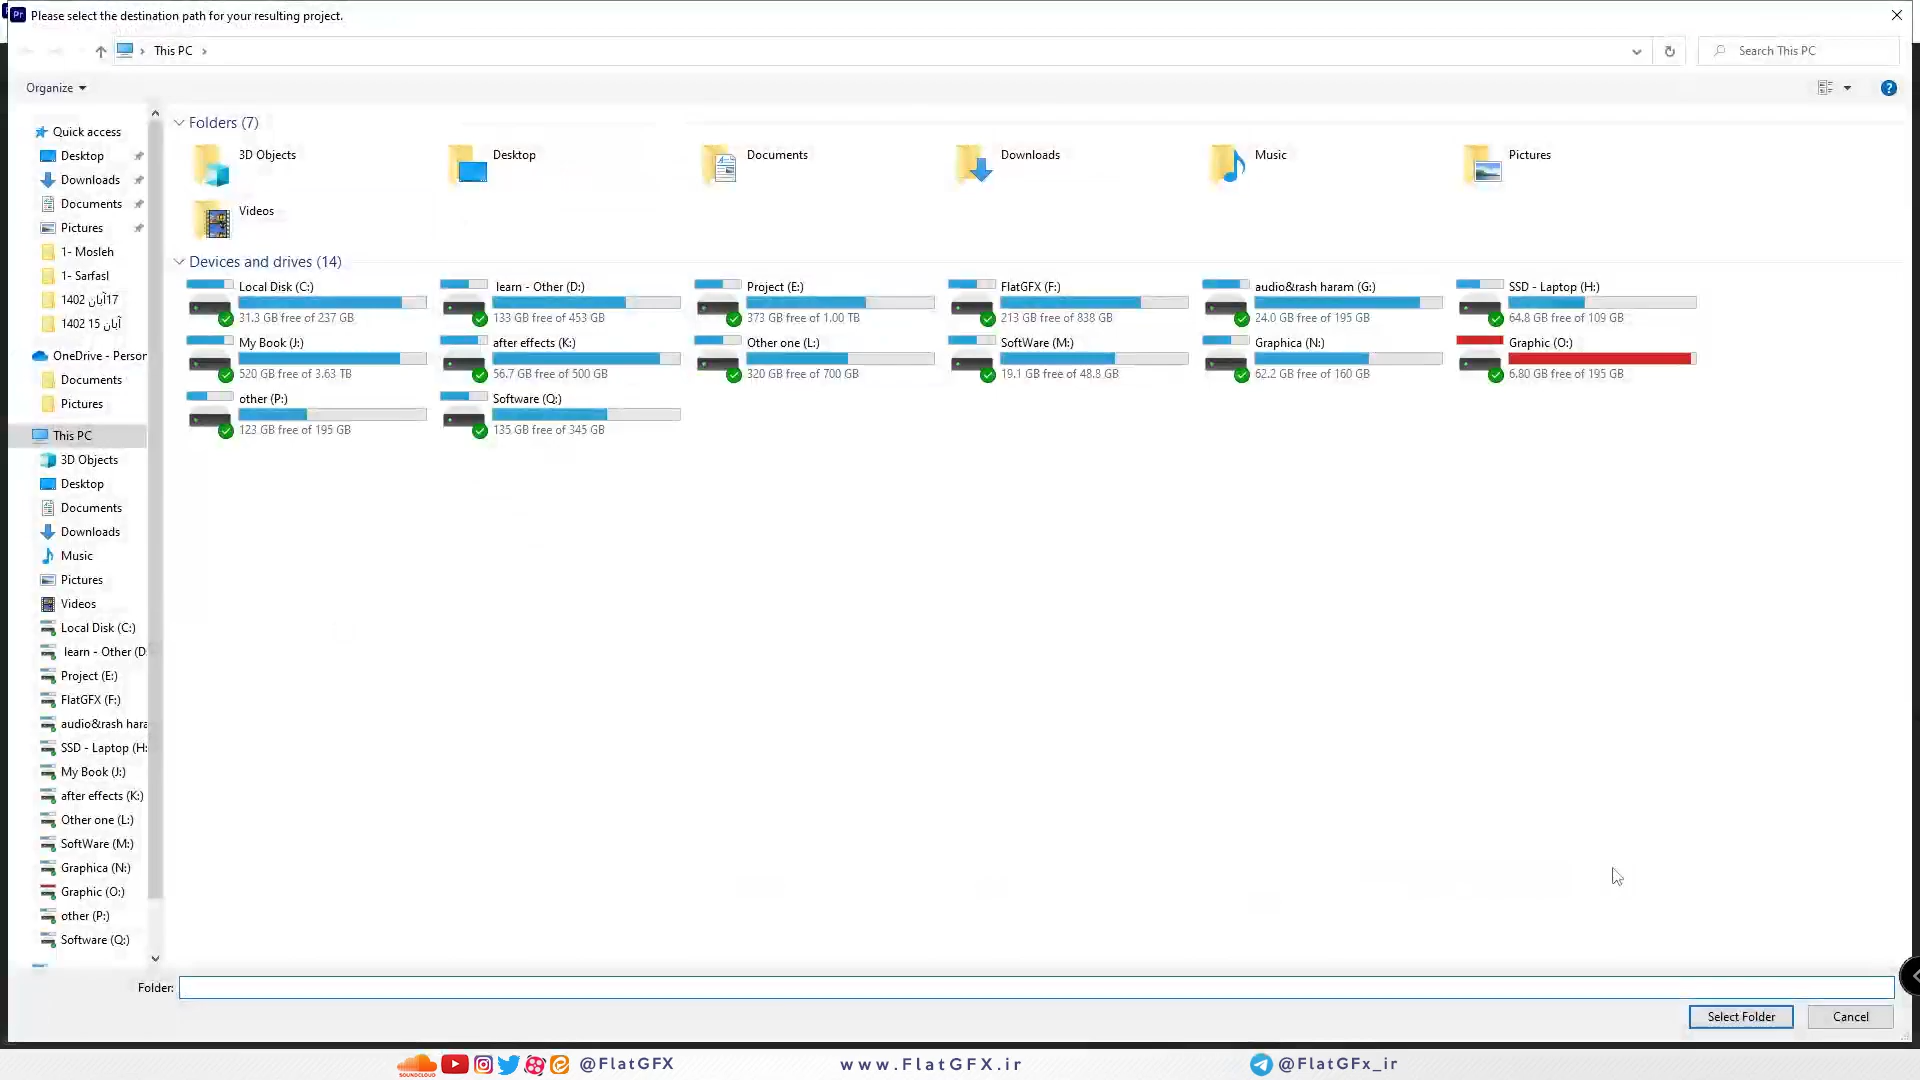 Please select the destination path for your resulting project.
This PC
Search This PC
Organize
Quick access
Desktop
Downloads
Documents
Pictures
1- Mosleh
1- Sarfasl
17آبان 1402
آبان 15 1402
OneDrive - Person
Documents
Pictures
This PC
3D Objects
Desktop
Documents
Downloads
Music
Pictures
Videos
Local Disk (C:)
learn - Other (D:
Project (E:)
FlatGFX (F:)
audio&rash hara
SSD - Laptop (H:
My Book (J:)
after effects (K:)
Other one (L:)
SoftWare (M:)
Graphica (N:)
Graphic (O:)
other (P:)
Software (Q:)
Folders (7)
3D Objects
Desktop
Documents
Downloads
Music
Pictures
Videos
Devices and drives (14)
Local Disk (C:)
31.3 GB free of 237 GB
learn - Other (D:)
133 GB free of 453 GB
Project (E:)
373 GB free of 1.00 TB
FlatGFX (F:)
213 GB free of 838 GB
audio&rash haram (G:)
24.0 GB free of 195 GB
SSD - Laptop (H:)
64.8 GB free of 109 GB
My Book (J:)
520 GB free of 3.63 TB
after effects (K:)
56.7 GB free of 500 GB
Other one (L:)
320 GB free of 700 GB
SoftWare (M:)
19.1 GB free of 48.8 GB
Graphica (N:)
62.2 GB free of 160 GB
Graphic (O:)
6.80 GB free of 195 GB
other (P:)
123 GB free of 195 GB
Software (Q:)
135 GB free of 345 GB
Folder:
Select Folder
Cancel
SOUNDCLOUD
@FlatGFX
www.FlatGFX.ir
@FlatGFx_ir